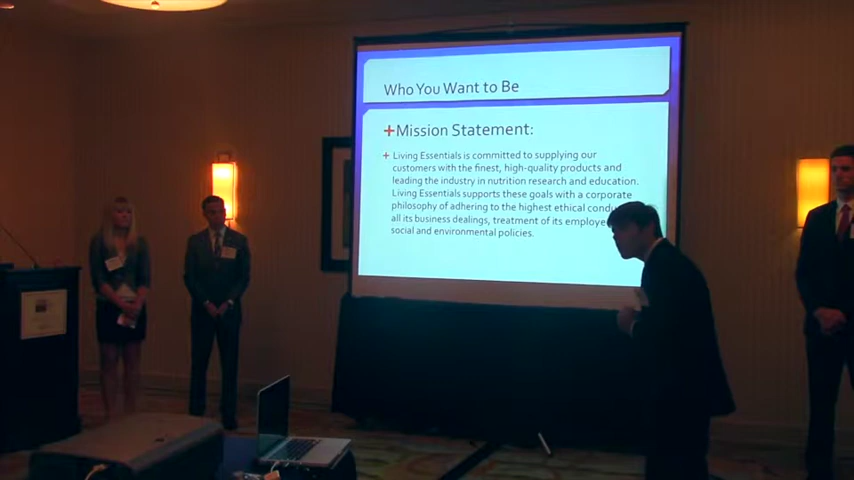 Who You Want to Be
+Mission Statement:
+ Living Essentials is committed to supplying our
customers with the finest, high-quality products and
leading the industry in nutrition research and education.
Living Essentials supports these goals with a corporate
philosophy of adhering to the highest ethical condu
all its business dealings, treatment of its employe
social and environmental policies.